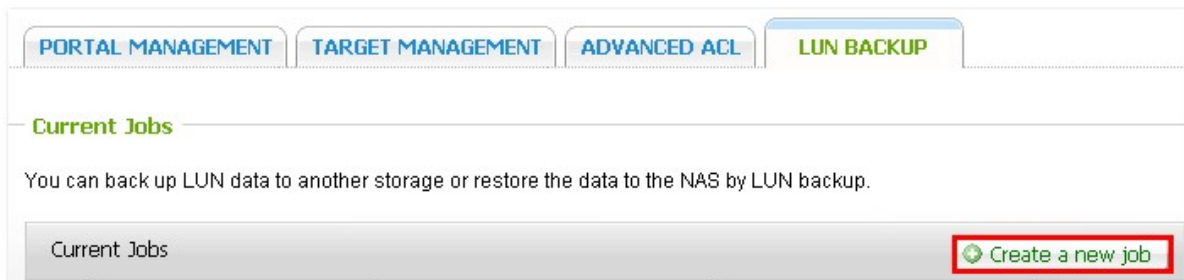 PORTAL MANAGEMENT TARGET MANAGEMENT ADVANCED ACL LUN BACKUP
Current Jobs
You can back up LUN data to another storage or restore the data to the NAS by LUN backup.
Current Jobs Create a new job